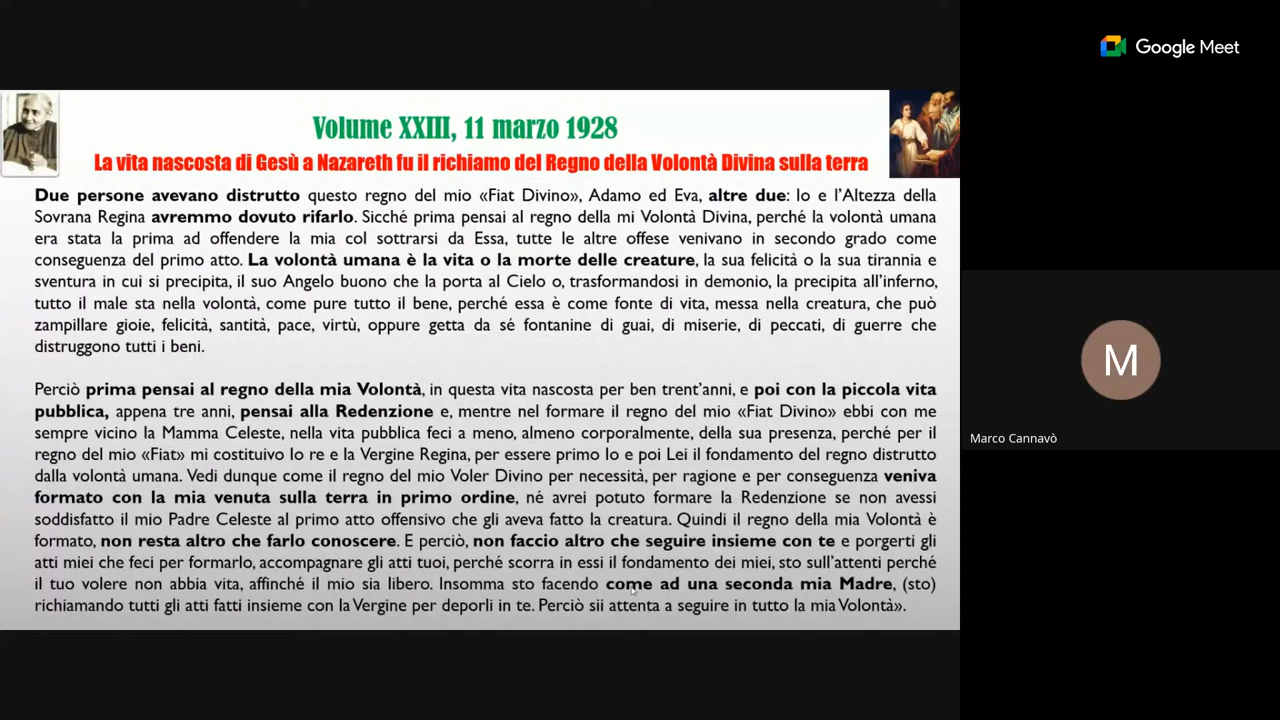 Google Meet
Volume XXIII, 11 marzo 1928
La vita nascosta di Gesù a Nazareth fu il richiamo del Regno della Volontà Divina sulla terra
Due persone avevano distrutto questo regno del mio «Fiat Divino», Adamo ed Eva, altre due: Io e l'Altezza della
Sovrana Regina avremmo dovuto rifarlo. Sicché prima pensai al regno della mi Volontà Divina, perché la volontà umana
era stata la prima ad offendere la mia col sottrarsi da Essa, tutte le altre offese venivano in secondo grado come
conseguenza del primo atto. La volontà umana è la vita o la morte delle creature, la sua felicità o la sua tirannia e
sventura in cui si precipita, il suo Angelo buono che la porta al Cielo o, trasformandosi in demonio, la precipita all'inferno,
tutto il male sta nella volontà, come pure tutto il bene, perché essa è come fonte di vita, messa nella creatura, che può
zampillare gioie, felicità, santità, pace, virtù, oppure getta da sé fontanine di guai, di miserie, di peccati, di guerre che
distruggono tutti i beni.
Perciò prima pensai al regno della mia Volontà, in questa vita nascosta per ben trent'anni, e poi con la piccola vita
pubblica, appena tre anni, pensai alla Redenzione e, mentre nel formare il regno del mio «Fiat Divino» ebbi con me
sempre vicino la Mamma Celeste, nella vita pubblica feci a meno, almeno corporalmente, della sua presenza, perché per il
regno del mio «Fiat» mi costituivo Io re e la Vergine Regina, per essere primo Io e poi Lei il fondamento del regno distrutto
dalla volontà umana. Vedi dunque come il regno del mio Voler Divino per necessità, per ragione e per conseguenza veniva
formato con la mia venuta sulla terra in primo ordine, né avrei potuto formare la Redenzione se non avessi
soddisfatto il mio Padre Celeste al primo atto offensivo che gli aveva fatto la creatura. Quindi il regno della mia Volontà è
formato, non resta altro che farlo conoscere. E perciò, non faccio altro che seguire insieme con te e porgerti gli
atti miei che feci per formarlo, accompagnare gli atti tuoi, perché scorra in essi il fondamento dei miei, sto sull'attenti perché
il tuo volere non abbia vita, affinché il mio sia libero. Insomma sto facendo come ad una seconda mia Madre, (sto)
richiamando tutti gli atti fatti insieme con la Vergine per deporli in te. Perciò sii attenta a seguire in tutto la mia Volontà».
M
Marco Cannavò